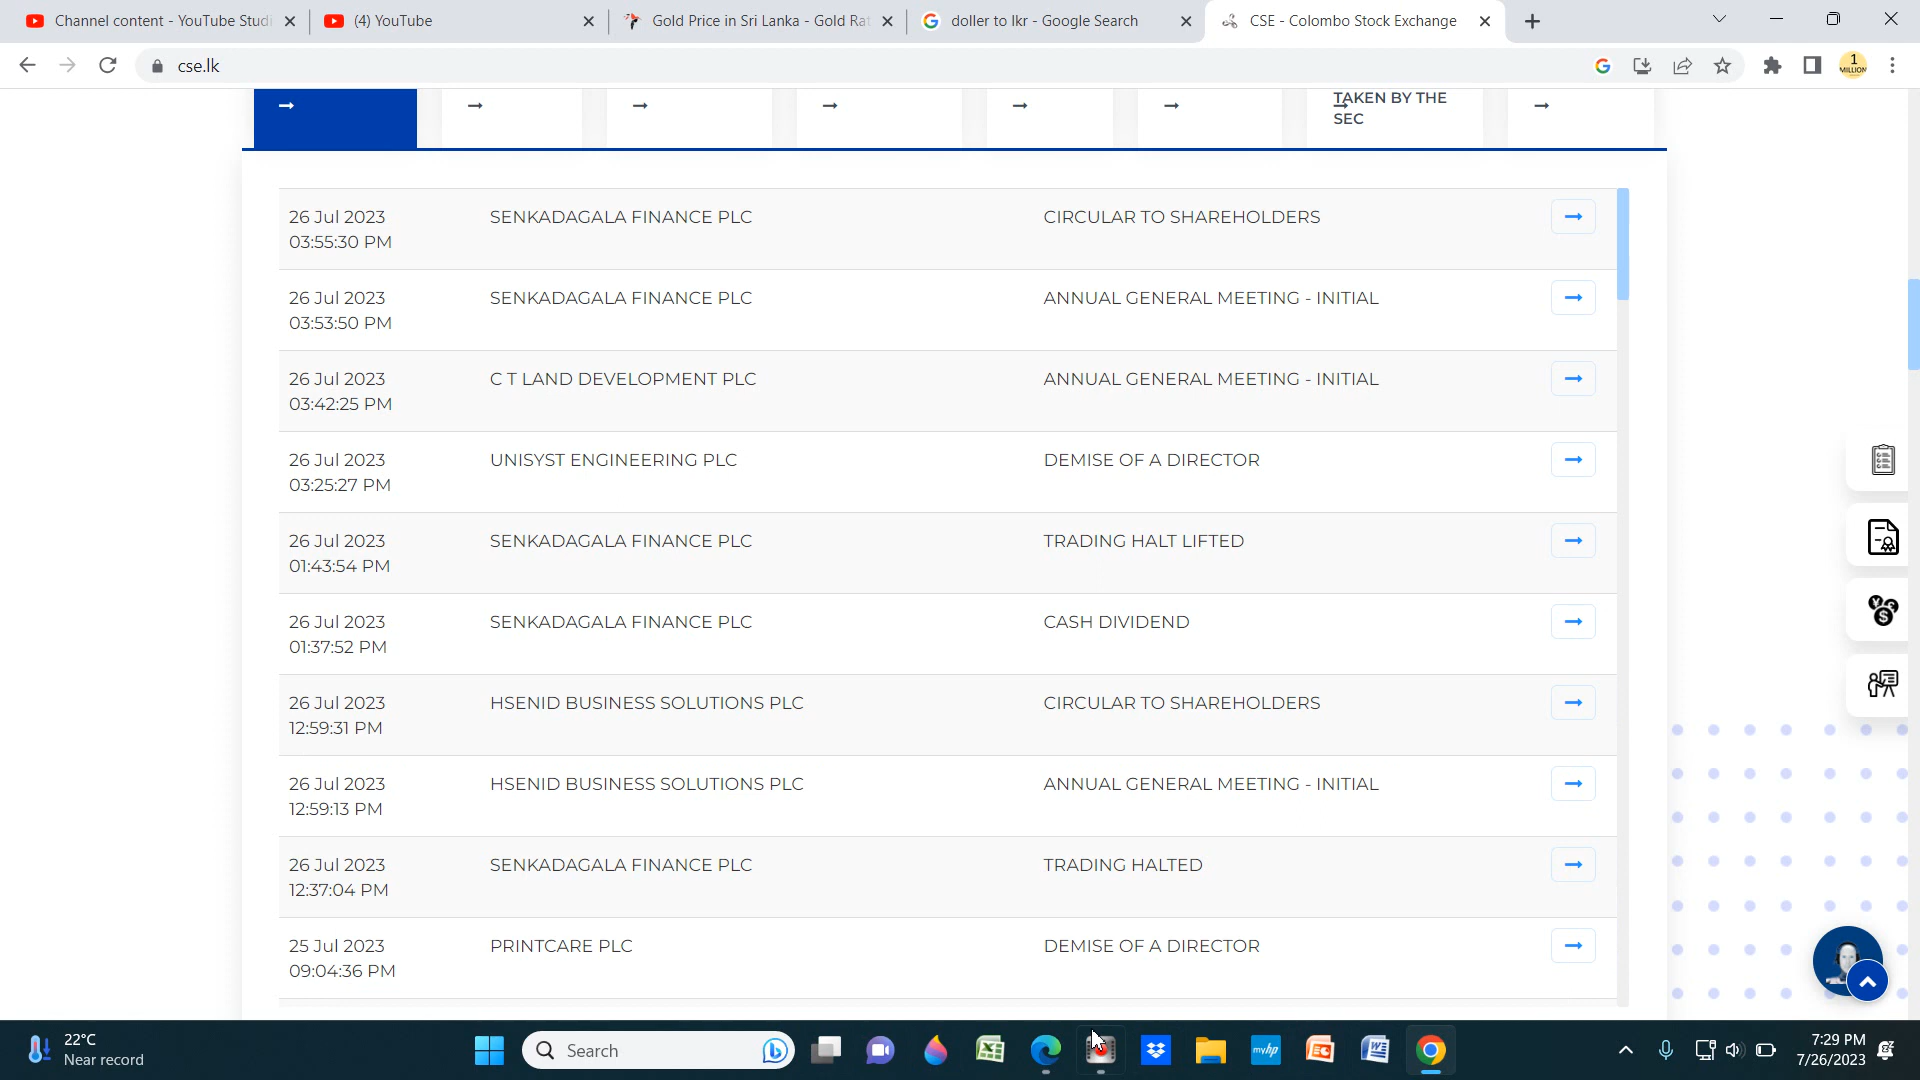 Channel content - YouTube Studi
(4) YouTube
Gold Price in Sri Lanka - Gold Rat
doller to lkr - Google Search
CSE - Colombo Stock Exchange
cse.lk
1
MILLION
TAKEN BY THE
SEC
26 Jul 2023 SENKADAGALA FINANCE PLC CIRCULAR TO SHAREHOLDERS
03:55:30 PM
26 Jul 2023 SENKADAGALA FINANCE PLC ANNUAL GENERAL MEETING - INITIAL
03:53:50 PM
26 Jul 2023 C T LAND DEVELOPMENT PLC ANNUAL GENERAL MEETING - INITIAL
03:42:25 PM
26 Jul 2023 UNISYST ENGINEERING PLC DEMISE OF A DIRECTOR
03:25:27 PM
26 Jul 2023 SENKADAGALA FINANCE PLC TRADING HALT LIFTED
01:43:54 PM
26 Jul 2023 SENKADAGALA FINANCE PLC CASH DIVIDEND
01:37:52 PM
26 Jul 2023 HSENID BUSINESS SOLUTIONS PLC CIRCULAR TO SHAREHOLDERS
12:59:31 PM
26 Jul 2023 HSENID BUSINESS SOLUTIONS PLC ANNUAL GENERAL MEETING - INITIAL
12:59:13 PM
26 Jul 2023 SENKADAGALA FINANCE PLC TRADING HALTED
12:37:04 PM
25 Jul 2023 PRINTCARE PLC DEMISE OF A DIRECTOR
09:04:36 PM
22°C
Near record
Search
myhp
7:29 PM
7/26/2023